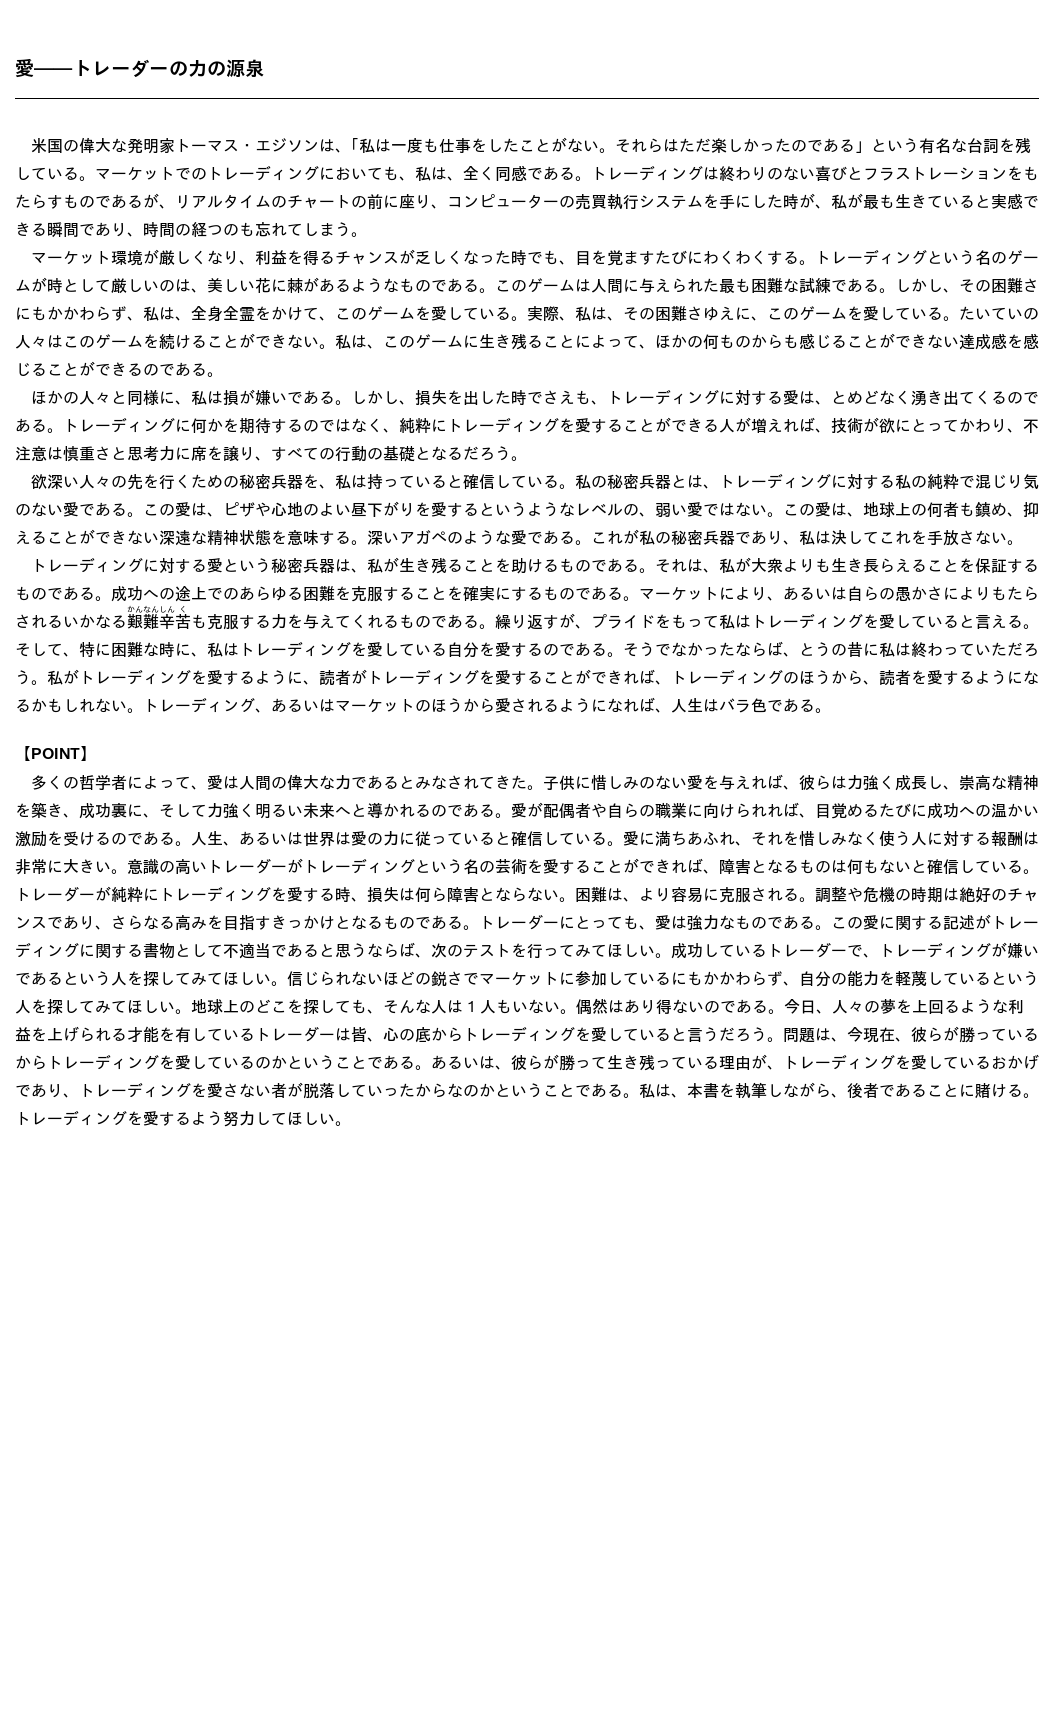 愛――トレーダーの力の源泉
　米国の偉大な発明家トーマス・エジソンは、「私は一度も仕事をしたことがない。それらはただ楽しかったのである」という有名な台詞を残
している。マーケットでのトレーディングにおいても、私は、全く同感である。トレーディングは終わりのない喜びとフラストレーションをも
たらすものであるが、リアルタイムのチャートの前に座り、コンピューターの売買執行システムを手にした時が、私が最も生きていると実感で
きる瞬間であり、時間の経つのも忘れてしまう。
　マーケット環境が厳しくなり、利益を得るチャンスが乏しくなった時でも、目を覚ますたびにわくわくする。トレーディングという名のゲー
ムが時として厳しいのは、美しい花に棘があるようなものである。このゲームは人間に与えられた最も困難な試練である。しかし、その困難さ
にもかかわらず、私は、全身全霊をかけて、このゲームを愛している。実際、私は、その困難さゆえに、このゲームを愛している。たいていの
人々はこのゲームを続けることができない。私は、このゲームに生き残ることによって、ほかの何ものからも感じることができない達成感を感
じることができるのである。
　ほかの人々と同様に、私は損が嫌いである。しかし、損失を出した時でさえも、トレーディングに対する愛は、とめどなく湧き出てくるので
ある。トレーディングに何かを期待するのではなく、純粋にトレーディングを愛することができる人が増えれば、技術が欲にとってかわり、不
注意は慎重さと思考力に席を譲り、すべての行動の基礎となるだろう。
　欲深い人々の先を行くための秘密兵器を、私は持っていると確信している。私の秘密兵器とは、トレーディングに対する私の純粋で混じり気
のない愛である。この愛は、ピザや心地のよい昼下がりを愛するというようなレベルの、弱い愛ではない。この愛は、地球上の何者も鎮め、抑
えることができない深遠な精神状態を意味する。深いアガペのような愛である。これが私の秘密兵器であり、私は決してこれを手放さない。
　トレーディングに対する愛という秘密兵器は、私が生き残ることを助けるものである。それは、私が大衆よりも生き長らえることを保証する
ものである。成功への途上でのあらゆる困難を克服することを確実にするものである。マーケットにより、あるいは自らの愚かさによりもたら
かんなんしんく
されるいかなる艱難辛苦も克服する力を与えてくれるものである。繰り返すが、プライドをもって私はトレーディングを愛していると言える。
そして、特に困難な時に、私はトレーディングを愛している自分を愛するのである。そうでなかったならば、とうの昔に私は終わっていただろ
う。私がトレーディングを愛するように、読者がトレーディングを愛することができれば、トレーディングのほうから、読者を愛するようにな
るかもしれない。トレーディング、あるいはマーケットのほうから愛されるようになれば、人生はバラ色である。
【POINT】
　多くの哲学者によって、愛は人間の偉大な力であるとみなされてきた。子供に惜しみのない愛を与えれば、彼らは力強く成長し、崇高な精神
を築き、成功裏に、そして力強く明るい未来へと導かれるのである。愛が配偶者や自らの職業に向けられれば、目覚めるたびに成功への温かい
激励を受けるのである。人生、あるいは世界は愛の力に従っていると確信している。愛に満ちあふれ、それを惜しみなく使う人に対する報酬は
非常に大きい。意識の高いトレーダーがトレーディングという名の芸術を愛することができれば、障害となるものは何もないと確信している。
トレーダーが純粋にトレーディングを愛する時、損失は何ら障害とならない。困難は、より容易に克服される。調整や危機の時期は絶好のチャ
ンスであり、さらなる高みを目指すきっかけとなるものである。トレーダーにとっても、愛は強力なものである。この愛に関する記述がトレー
ディングに関する書物として不適当であると思うならば、次のテストを行ってみてほしい。成功しているトレーダーで、トレーディングが嫌い
であるという人を探してみてほしい。信じられないほどの鋭さでマーケットに参加しているにもかかわらず、自分の能力を軽蔑しているという
人を探してみてほしい。地球上のどこを探しても、そんな人は１人もいない。偶然はあり得ないのである。今日、人々の夢を上回るような利
益を上げられる才能を有しているトレーダーは皆、心の底からトレーディングを愛していると言うだろう。問題は、今現在、彼らが勝っている
からトレーディングを愛しているのかということである。あるいは、彼らが勝って生き残っている理由が、トレーディングを愛しているおかげ
であり、トレーディングを愛さない者が脱落していったからなのかということである。私は、本書を執筆しながら、後者であることに賭ける。
トレーディングを愛するよう努力してほしい。